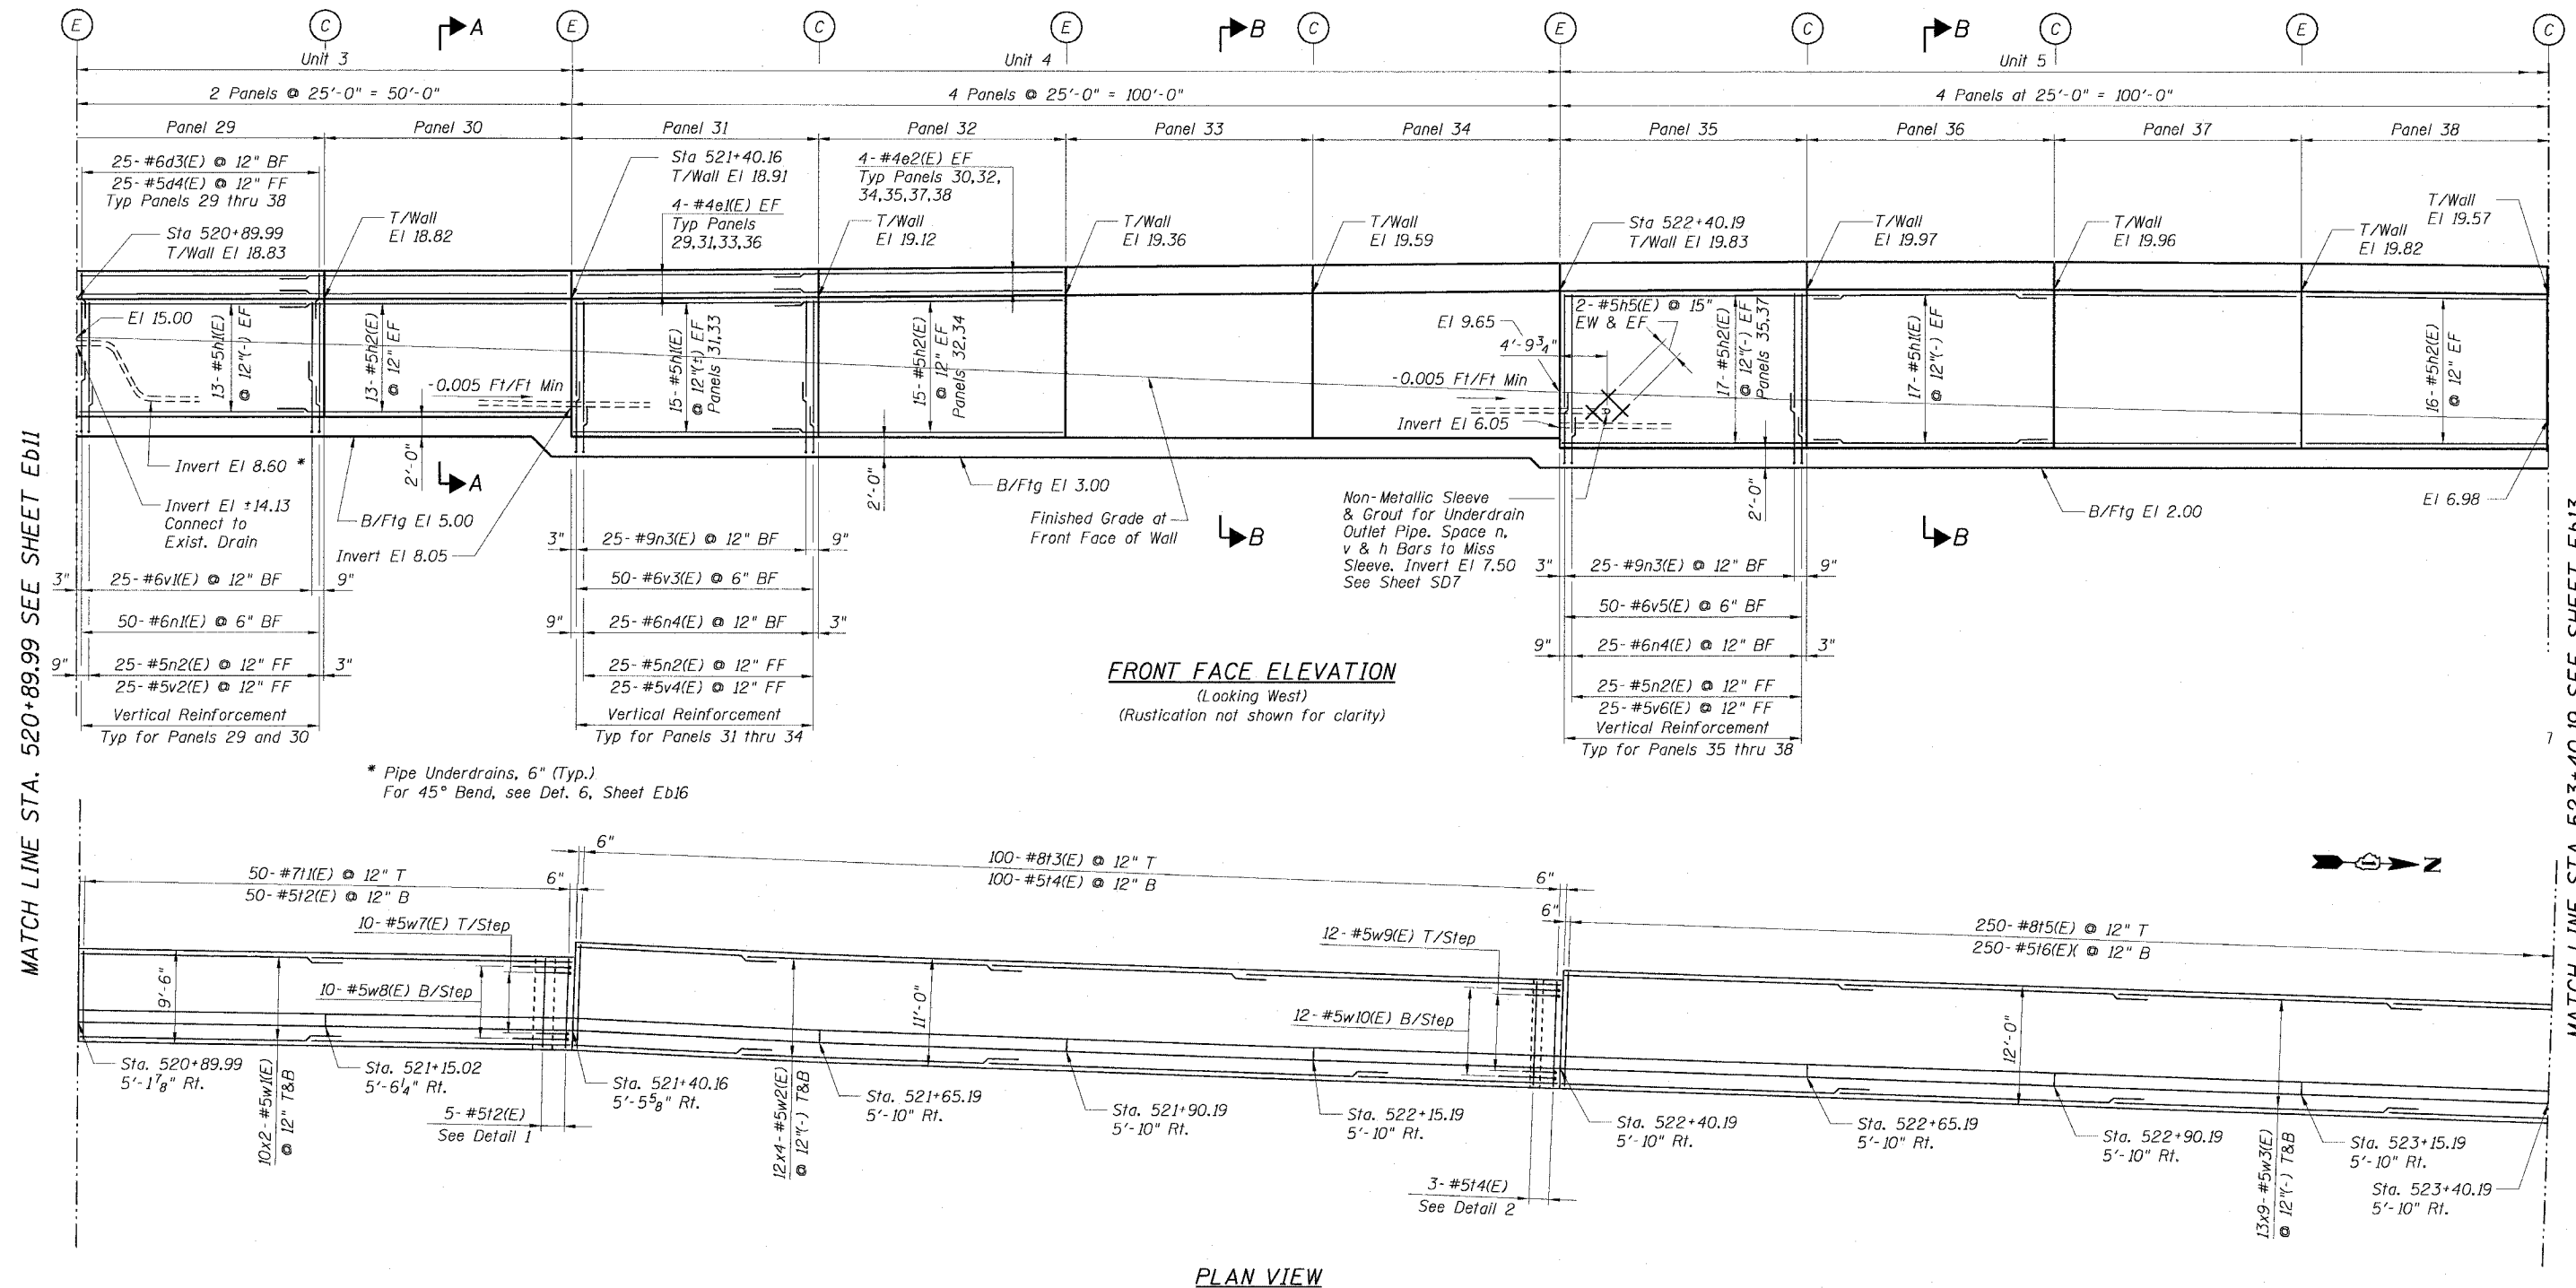 E C E C E C E C C E C
A B B
Unit 3 Unit 4 Unit 5
2 Panels @ 25'-0" = 50'-0" 4 Panels @ 25'-0" = 100'-0" 4 Panels at 25'-0" = 100'-0"
Panel 29 Panel 30 Panel 31 Panel 32 Panel 33 Panel 34 Panel 35 Panel 36 Panel 37 Panel 38
25- #6d3(E) @ 12" BF
25- #5d4(E) @ 12" FF
Typ Panels 29 thru 38
Sta 520+89.99
T/Wall El 18.83
T/Wall
El 18.82
Sta 521+40.16
T/Wall El 18.91
4- #4e1(E) EF
Typ Panels
29,31,33,36
4- #4e2(E) EF
Typ Panels 30,32,
34,35,37,38
T/Wall
El 19.12
T/Wall
El 19.36
T/Wall
El 19.59
Sta 522+40.19
T/Wall El 19.83
T/Wall
El 19.97
T/Wall
El 19.96
T/Wall
El 19.82
T/Wall
El 19.57
El 15.00
13- #5h1(E)
@ 12"(-) EF
13- #5h2(E)
@ 12" EF
-0.005 Ft/Ft Min
15- #5h1(E)
@ 12"(±) EF
Panels 31,33
15- #5h2(E)
@ 12" EF
Panels 32,34
El 9.65
4'-9¾"
2- #5h5(E) @ 15"
EW & EF
-0.005 Ft/Ft Min
Invert El 6.05
17- #5h2(E)
@ 12"(-) EF
Panels 35,37
17- #5h1(E)
@ 12"(-) EF
16- #5h2(E)
@ 12" EF
Invert El 8.60 *
2'-0"
A
Invert El ±14.13
Connect to
Exist. Drain
B/Ftg El 5.00
Invert El 8.05
2'-0"
B/Ftg El 3.00
Finished Grade at
Front Face of Wall
B
Non-Metallic Sleeve
& Grout for Underdrain
Outlet Pipe. Space n,
v & h Bars to Miss
Sleeve. Invert El 7.50
See Sheet SD7
2'-0"
B
B/Ftg El 2.00
El 6.98
3" 25- #6v1(E) @ 12" BF 9"
50- #6n1(E) @ 6" BF
9" 25- #5n2(E) @ 12" FF 3"
25- #5v2(E) @ 12" FF
Vertical Reinforcement
Typ for Panels 29 and 30
3" 25- #9n3(E) @ 12" BF 9"
50- #6v3(E) @ 6" BF
9" 25- #6n4(E) @ 12" BF 3"
25- #5n2(E) @ 12" FF
25- #5v4(E) @ 12" FF
Vertical Reinforcement
Typ for Panels 31 thru 34
3" 25- #9n3(E) @ 12" BF 9"
50- #6v5(E) @ 6" BF
9" 25- #6n4(E) @ 12" BF 3"
25- #5n2(E) @ 12" FF
25- #5v6(E) @ 12" FF
Vertical Reinforcement
Typ for Panels 35 thru 38
FRONT FACE ELEVATION
(Looking West)
(Rustication not shown for clarity)
* Pipe Underdrains, 6" (Typ.)
For 45° Bend, see Det. 6, Sheet Eb16
MATCH LINE STA. 520+89.99 SEE SHEET Eb11
MATCH LINE STA. 523+40.19 SEE SHEET Eb13
50- #7t1(E) @ 12" T
50- #5t2(E) @ 12" B
6"
6"
100- #8t3(E) @ 12" T
100- #5t4(E) @ 12" B
6"
6"
250- #8t5(E) @ 12" T
250- #5t6(E)( @ 12" B
N
10- #5w7(E) T/Step
10- #5w8(E) B/Step
12- #5w9(E) T/Step
12- #5w10(E) B/Step
9'-6"
11'-0"
12'-0"
Sta. 520+89.99
5'-1⅞" Rt.
10x2- #5w1(E)
@ 12" T&B
Sta. 521+15.02
5'-6¼" Rt.
5- #5t2(E)
See Detail 1
Sta. 521+40.16
5'-5⅝" Rt.
12x4- #5w2(E)
@ 12"(-) T&B
Sta. 521+65.19
5'-10" Rt.
Sta. 521+90.19
5'-10" Rt.
Sta. 522+15.19
5'-10" Rt.
3- #5t4(E)
See Detail 2
Sta. 522+40.19
5'-10" Rt.
Sta. 522+65.19
5'-10" Rt.
Sta. 522+90.19
5'-10" Rt.
13x9- #5w3(E)
@ 12"(-) T&B
Sta. 523+15.19
5'-10" Rt.
Sta. 523+40.19
5'-10" Rt.
PLAN VIEW